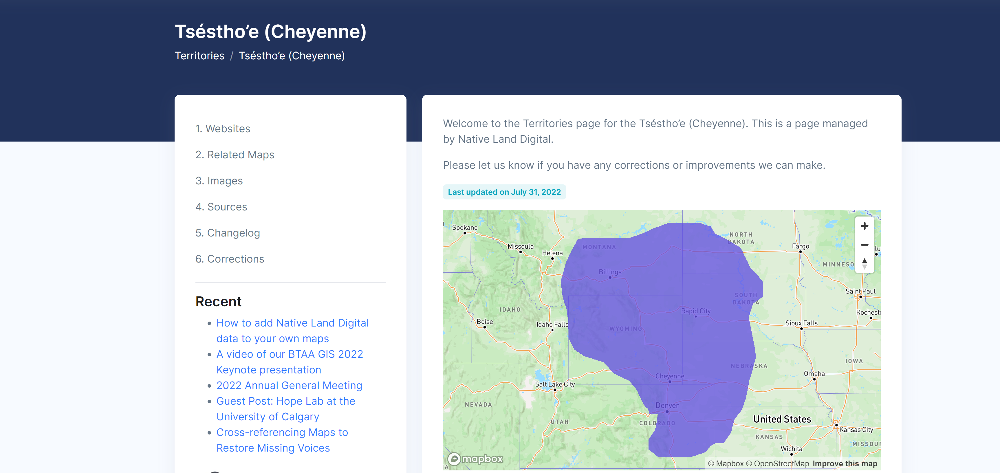 Tséstho’e (Cheyenne)
Territories / Tséstho’e (Cheyenne)
1. Websites
2. Related Maps
3. Images
4. Sources
5. Changelog
6. Corrections
Recent
How to add Native Land Digital
data to your own maps
A video of our BTAA GIS 2022
Keynote presentation
2022 Annual General Meeting
Guest Post: Hope Lab at the
University of Calgary
Cross-referencing Maps to
Restore Missing Voices
Welcome to the Territories page for the Tséstho’e (Cheyenne). This is a page managed
by Native Land Digital.
Please let us know if you have any corrections or improvements we can make.
Last updated on July 31, 2022
Spokane
Missoula
Helena
MONTANA
NORTH
DAKOTA
Fargo
MINNESO
Billings
Saint Paul
SOUTH
DAKOTA
IDAHO
Rapid City
Rocheste
Boise
Idaho Falls
WYOMING
Sioux Falls
IOWA
NEBRASKA
Omaha
Cheyenne
Salt Lake City
NEVADA
Denver
UTAH
COLORADO
United States
Kansas City
KANSAS
MISSOUR
Wichita
mapbox
© Mapbox © OpenStreetMap Improve this map